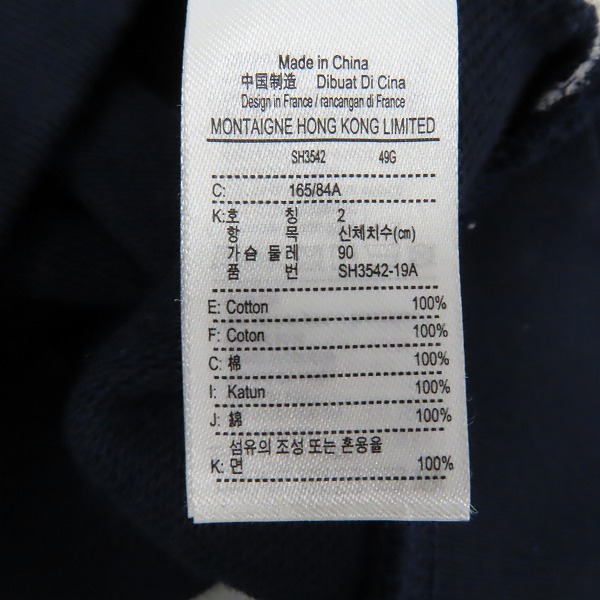 Made in China
中国制造 Dibuat Di Cina
Design in France / rancangan di France
MONTAIGNE HONG KONG LIMITED
SH3542 49G
C: 165/84A
K: 호 칭 2
항 목 신체치수(cm)
가슴 둘레 90
품 번 SH3542-19A
E: Cotton 100%
F: Coton 100%
C: 棉 100%
I: Katun 100%
J: 綿 100%
섬유의 조성 또는 혼용율
K: 면 100%